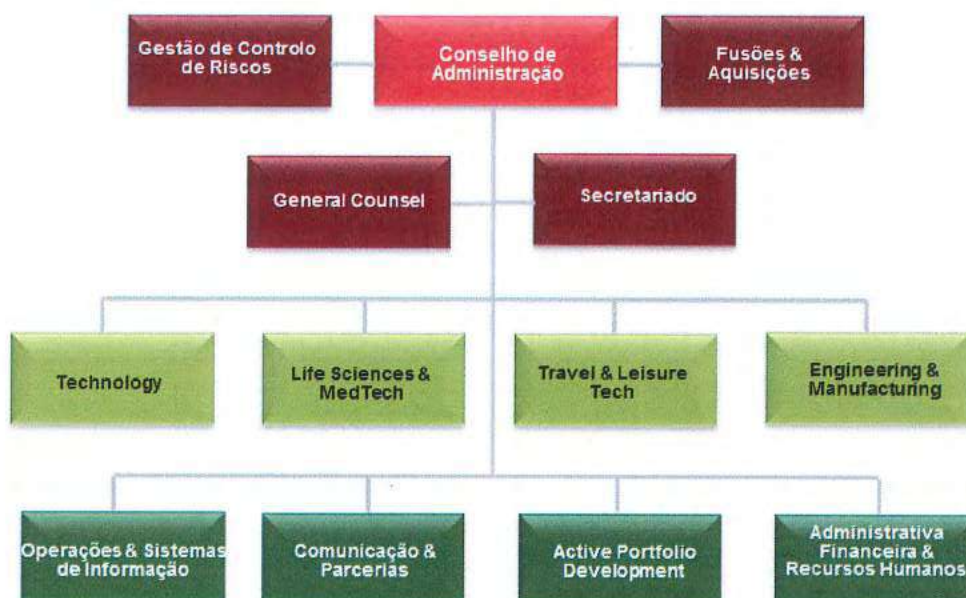 Gestão de Controlo
de Riscos
Conselho de
Administração
Fusões &
Aquisições
General Counsel
Secretariado
Technology
Life Sciences &
MedTech
Travel & Leisure
Tech
Engineering &
Manufacturing
Operações & Sistemas
de Informação
Comunicação &
Parcerias
Active Portfolio
Development
Administrativa
Financeira &
Recursos Humanos